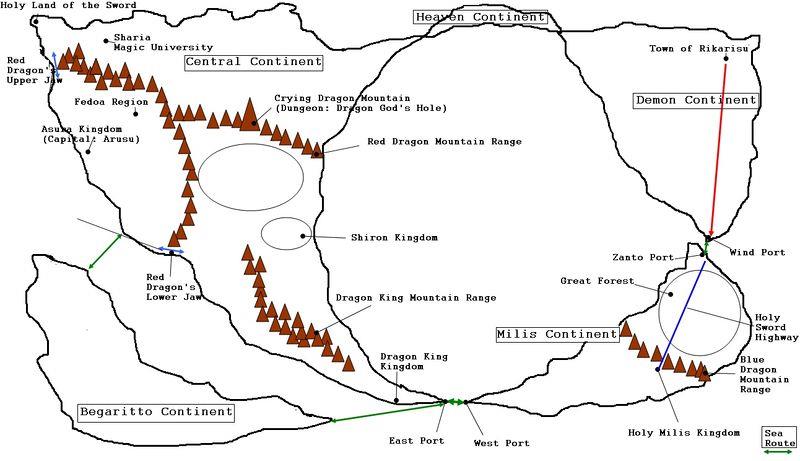 Holy Land of the Sword
Heaven Continent
Sharia
Magic University
Town of Rikarisu
Red
Dragon's
Upper Jaw
Central Continent
Fedoa Region
Crying Dragon Mountain
(Dungeon: Dragon God's Hole)
Demon Continent
Asura Kingdom
(Capital: Arusu)
Red Dragon Mountain Range
Shiron Kingdom
Wind Port
Zanto Port
Red
Dragon's
Lower Jaw
Great Forest
Dragon King Mountain Range
Holy
Sword
Highway
Milis Continent
Dragon King
Kingdom
Blue
Dragon
Mountain
Range
Begaritto Continent
East Port
West Port
Holy Milis Kingdom
Sea
Route